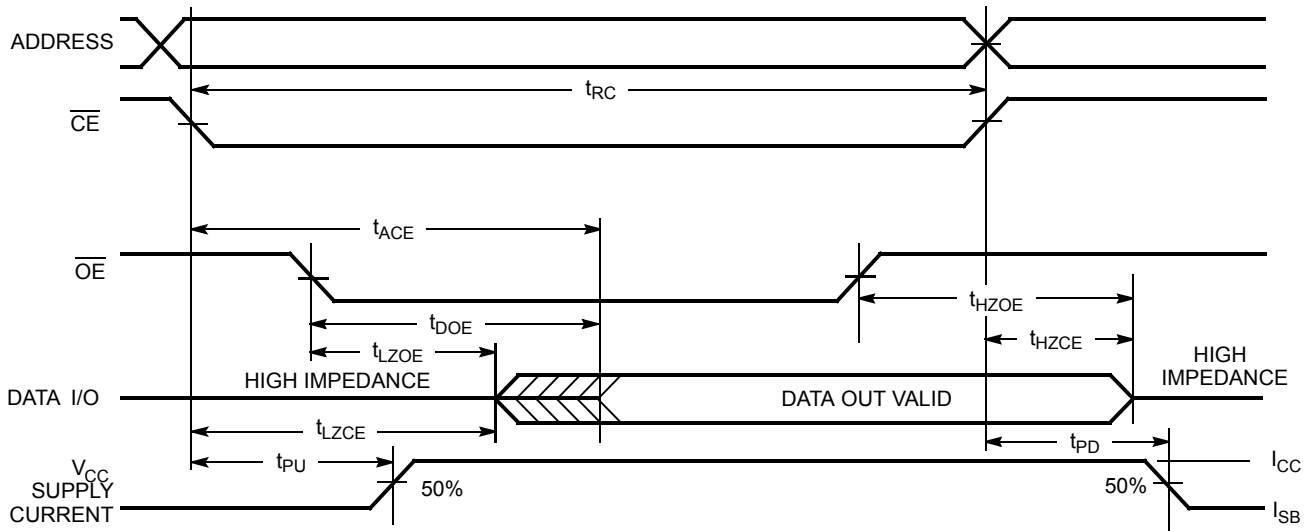 ADDRESS
tRC
CE
tACE
OE
tHZOE
tDOE
tHZCE
tLZOE
HIGH IMPEDANCE
HIGH
IMPEDANCE
DATA I/O
DATA OUT VALID
tLZCE
tPD
tPU
VCC
SUPPLY
CURRENT
50%
50%
ICC
ISB